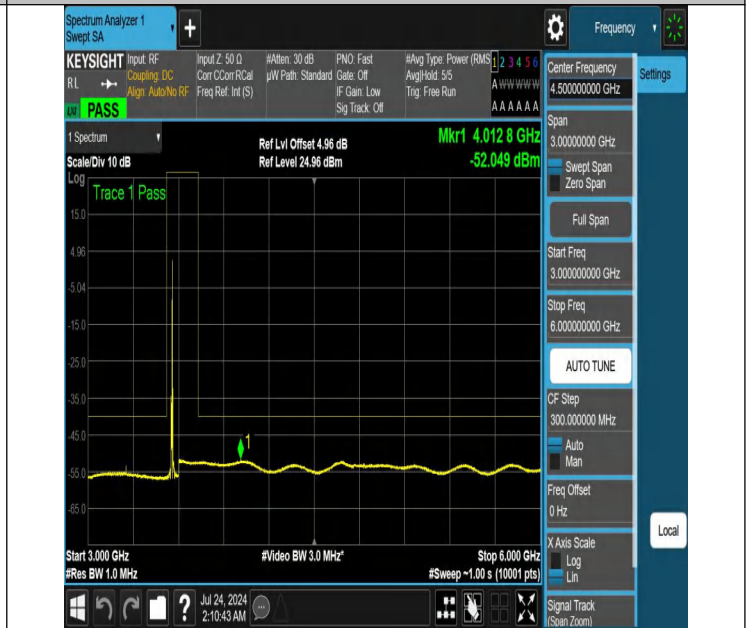 Spectrum Analyzer 1
Swept SA
+
Frequency
KEYSIGHT
RL
LXI PASS
Input: RF
Coupling: DC
Align: Auto/No RF
Input Z: 50 Ω
Corr CCorr RCal
Freq Ref: Int (S)
#Atten: 30 dB
µW Path: Standard
PNO: Fast
Gate: Off
IF Gain: Low
Sig Track: Off
#Avg Type: Power (RMS
Avg|Hold: 5/5
Trig: Free Run
1 2 3 4 5 6
A W W W W W
A A A A A A
1 Spectrum
Scale/Div 10 dB
Ref Lvl Offset 4.96 dB
Ref Level 24.96 dBm
Mkr1 4.012 8 GHz
-52.049 dBm
Log
Trace 1 Pass
15.0
4.96
-5.04
-15.0
-25.0
-35.0
-45.0
-55.0
-65.0
1
Start 3.000 GHz
#Res BW 1.0 MHz
#Video BW 3.0 MHz*
Stop 6.000 GHz
#Sweep ~1.00 s (10001 pts)
?
Jul 24, 2024
2:10:43 AM
Center Frequency
4.500000000 GHz
Settings
Span
3.00000000 GHz
Swept Span
Zero Span
Full Span
Start Freq
3.000000000 GHz
Stop Freq
6.000000000 GHz
AUTO TUNE
CF Step
300.000000 MHz
Auto
Man
Freq Offset
0 Hz
Local
X Axis Scale
Log
Lin
Signal Track
(Span Zoom)